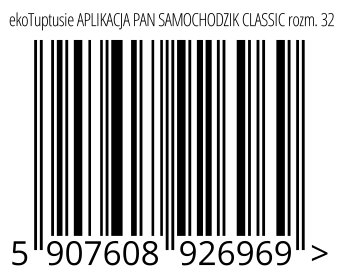 ekoTuptusie APLIKACJA PAN SAMOCHODZIK CLASSIC rozm. 32
5 907608 926969 >